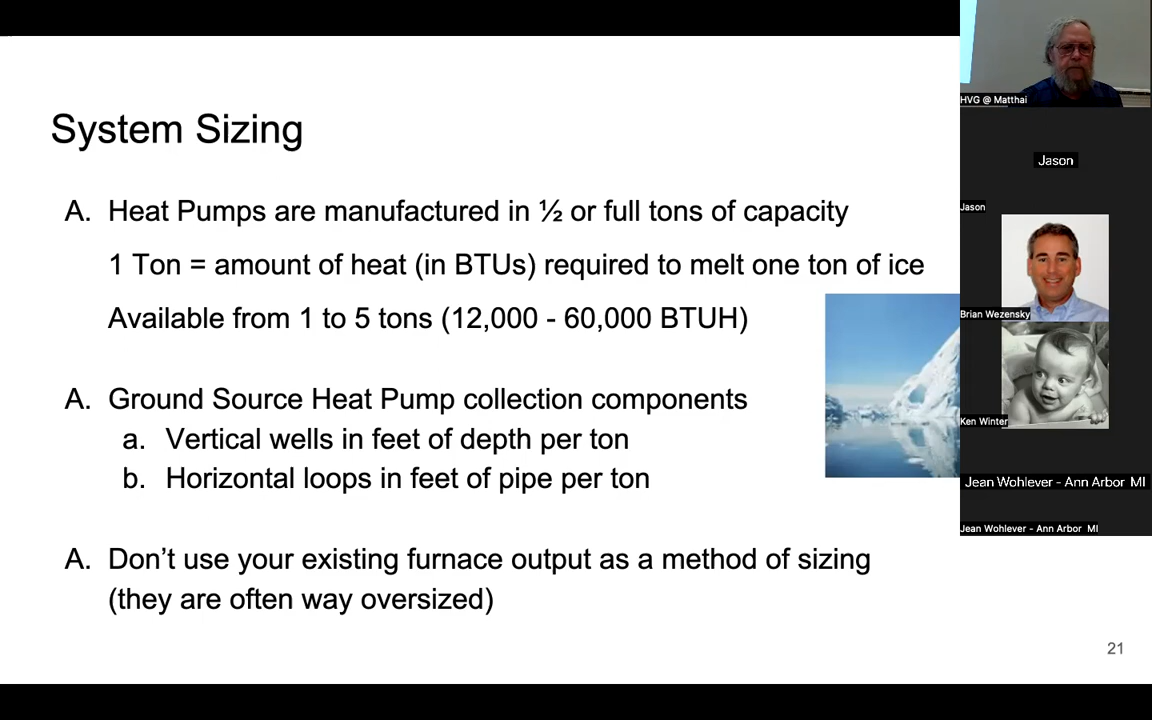 System Sizing
A. Heat Pumps are manufactured in ½ or full tons of capacity
1 Ton = amount of heat (in BTUs) required to melt one ton of ice
Available from 1 to 5 tons (12,000 - 60,000 BTUH)
A. Ground Source Heat Pump collection components
a. Vertical wells in feet of depth per ton
b. Horizontal loops in feet of pipe per ton
A. Don’t use your existing furnace output as a method of sizing
(they are often way oversized)
21
HVG @ Matthai
Jason
Jason
Brian Wezensky
Ken Winter
Jean Wohlever - Ann Arbor MI
Jean Wohlever - Ann Arbor MI